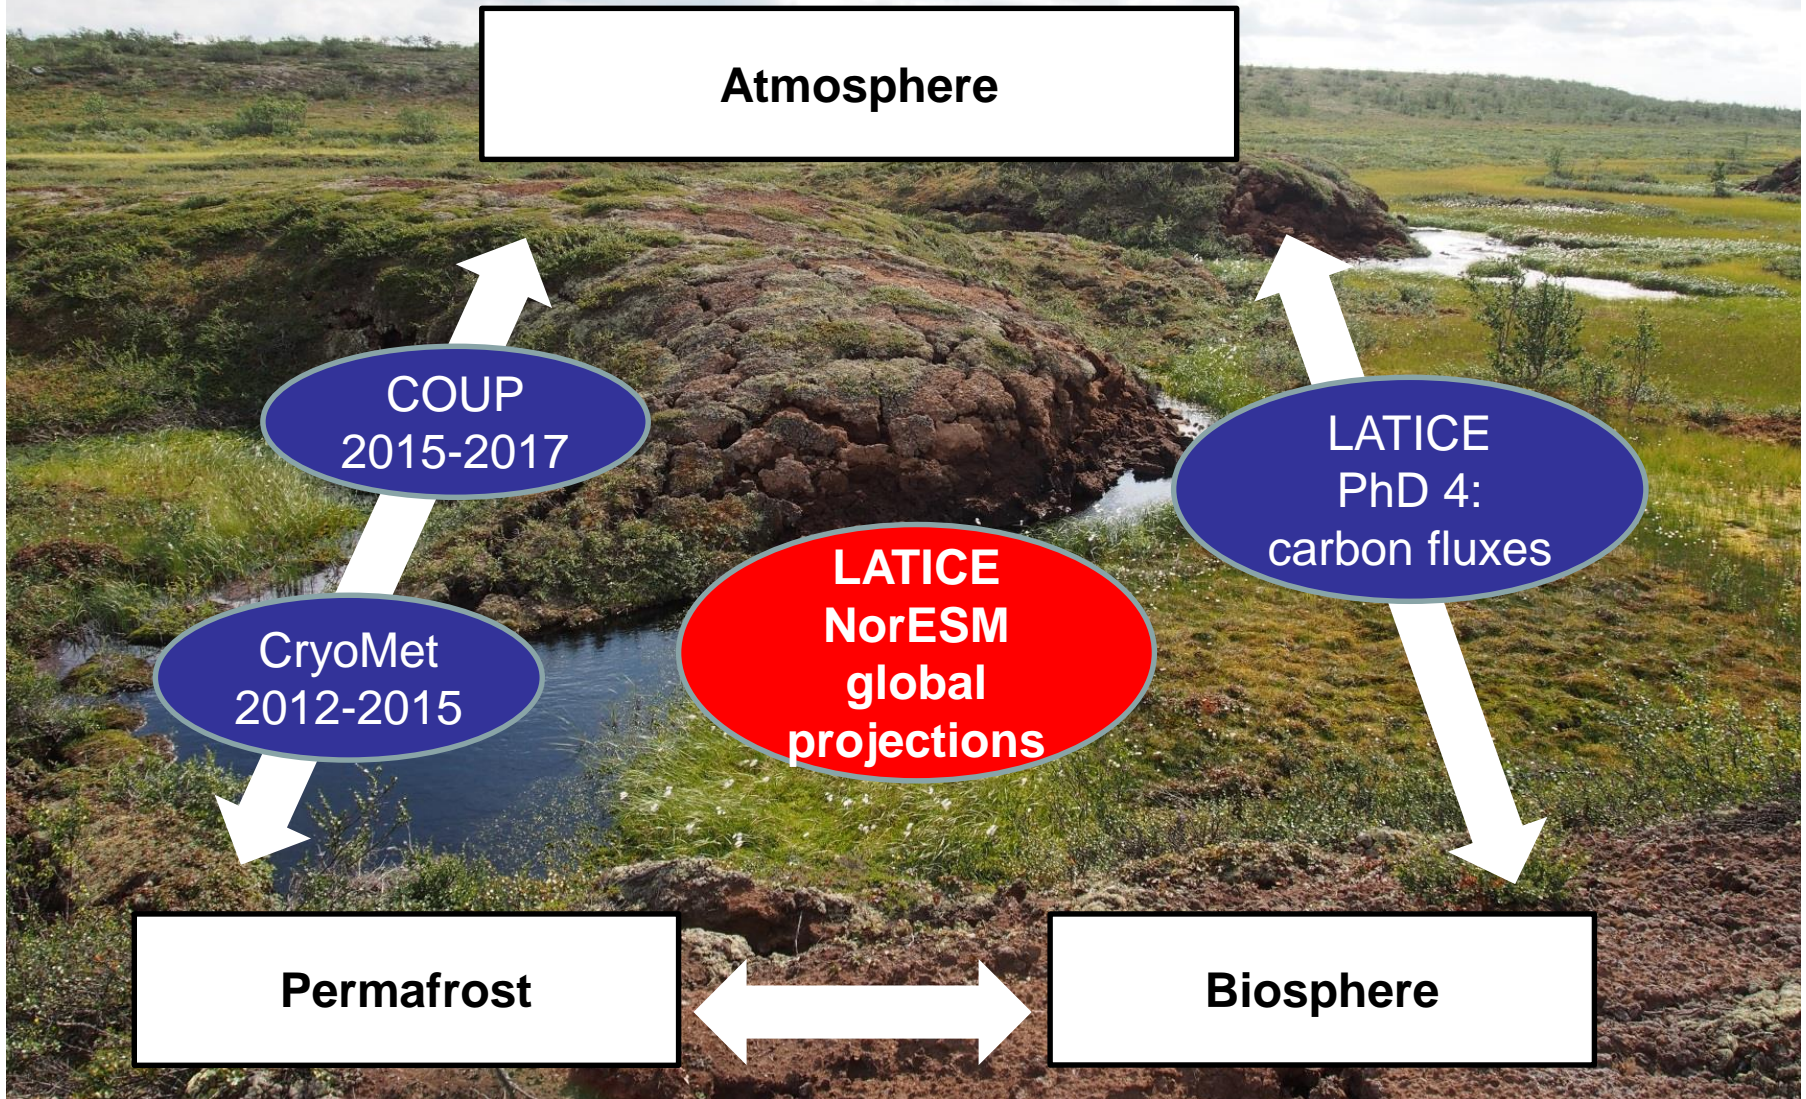 Atmosphere
COUP
2015-2017
LATICE
PhD 4:
carbon fluxes
LATICE
NorESM
global
projections
CryoMet
2012-2015
Permafrost
Biosphere